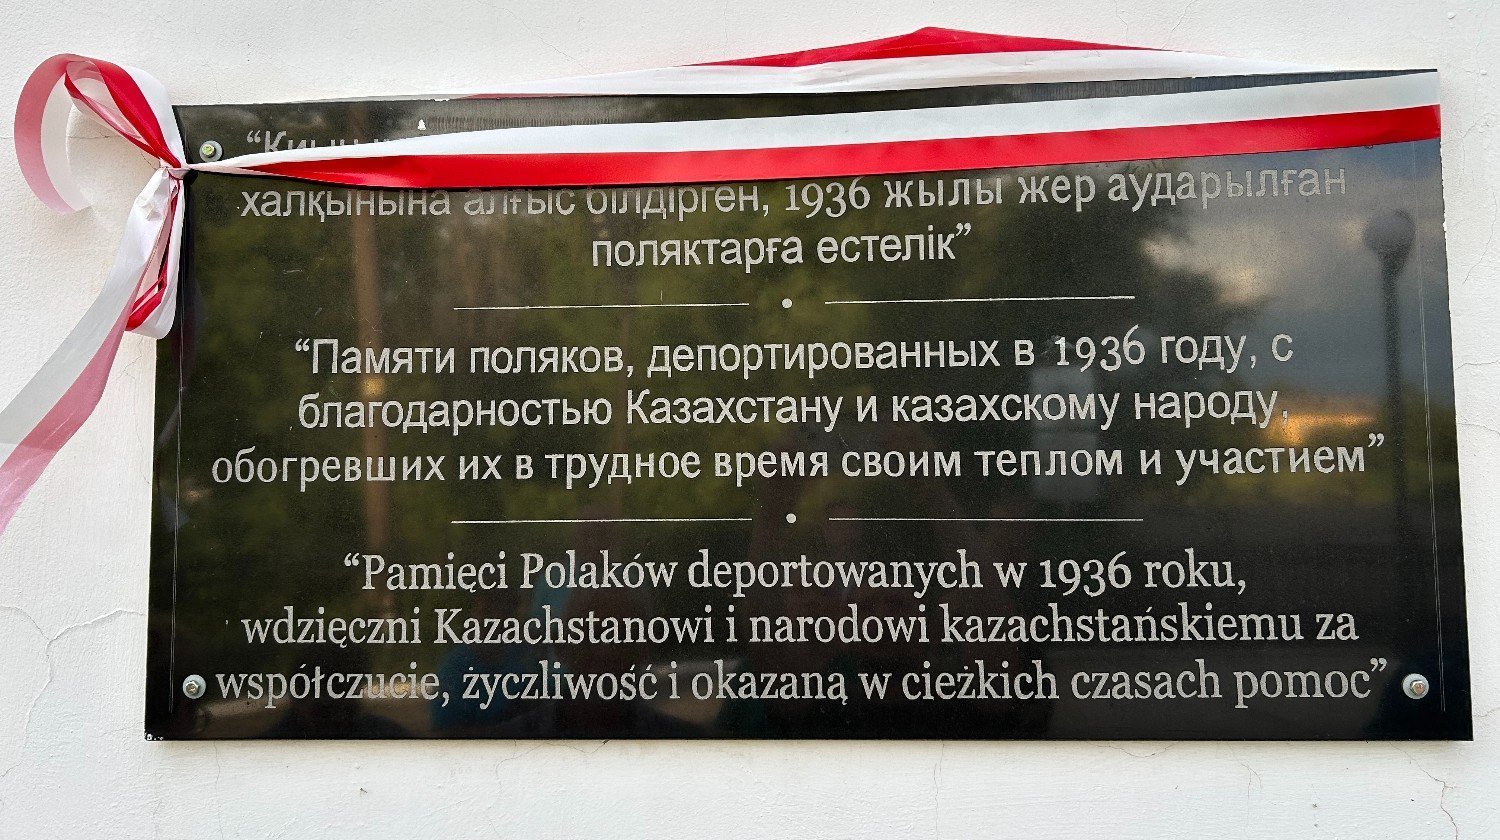 халқынына алғыс білдірген, 1936 жылы жер аударылған
поляктарға естелік”
“Памяти поляков, депортированных в 1936 году, с
благодарностью Казахстану и казахскому народу,
обогревших их в трудное время своим теплом и участием”
“Pamięci Polaków deportowanych w 1936 roku,
wdzięczni Kazachstanowi i narodowi kazachstańskiemu za
współczucie, życzliwość i okazaną w cieżkich czasach pomoc”